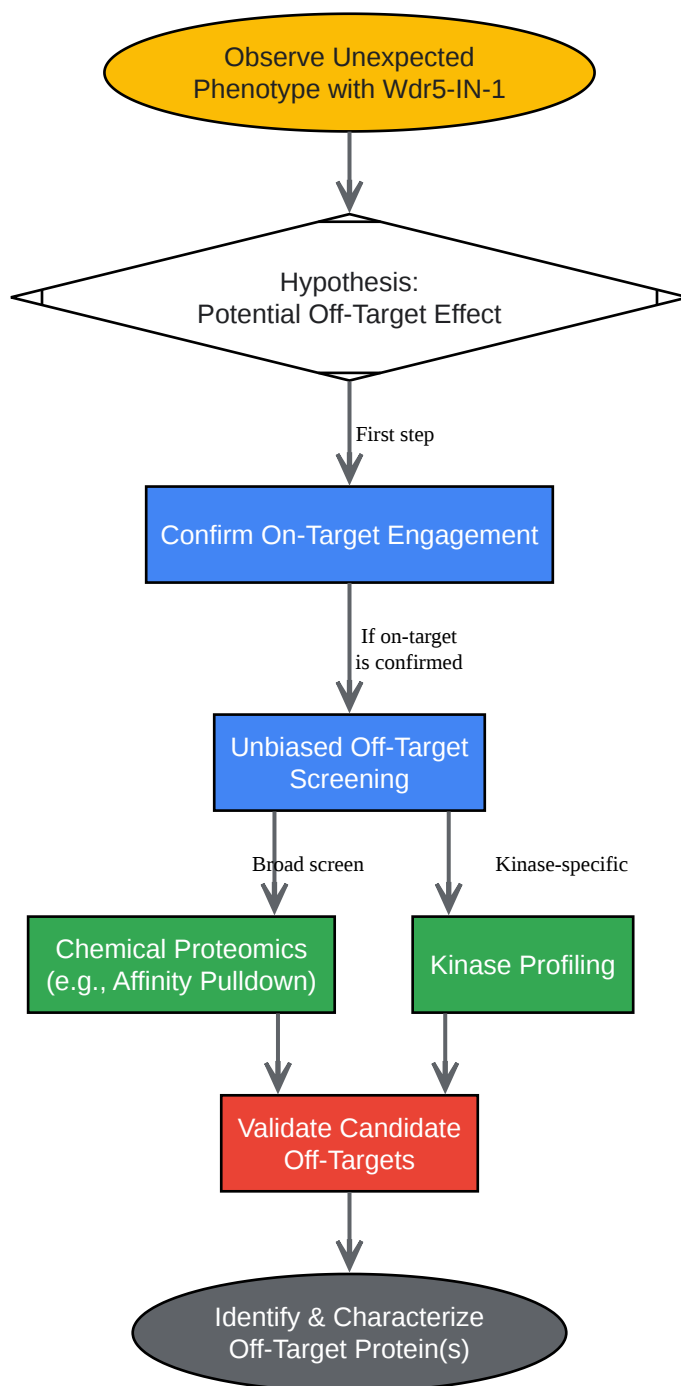 Observe Unexpected
Phenotype with Wdr5-IN-1
Hypothesis:
Potential Off-Target Effect
First step
Confirm On-Target Engagement
If on-target
is confirmed
Unbiased Off-Target
Screening
Broad screen
Kinase-specific
Chemical Proteomics
(e.g., Affinity Pulldown)
Kinase Profiling
Validate Candidate
Off-Targets
Identify & Characterize
Off-Target Protein(s)